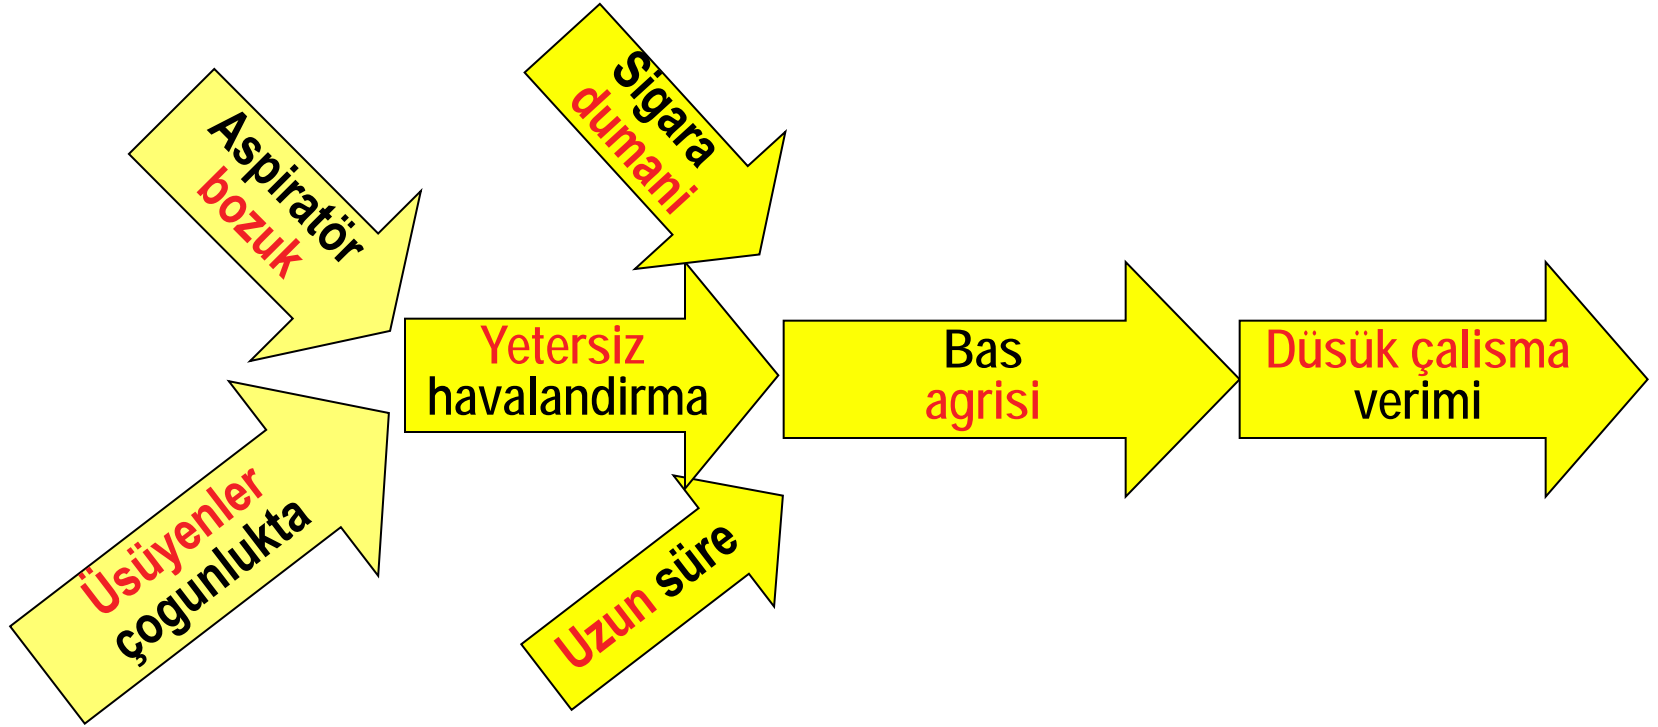 Sigara
dumani
Aspiratör
bozuk
Yetersiz
havalandirma
Bas
agrisi
Düsük çalisma
verimi
Üsüyenler
çogunlukta
Uzun süre